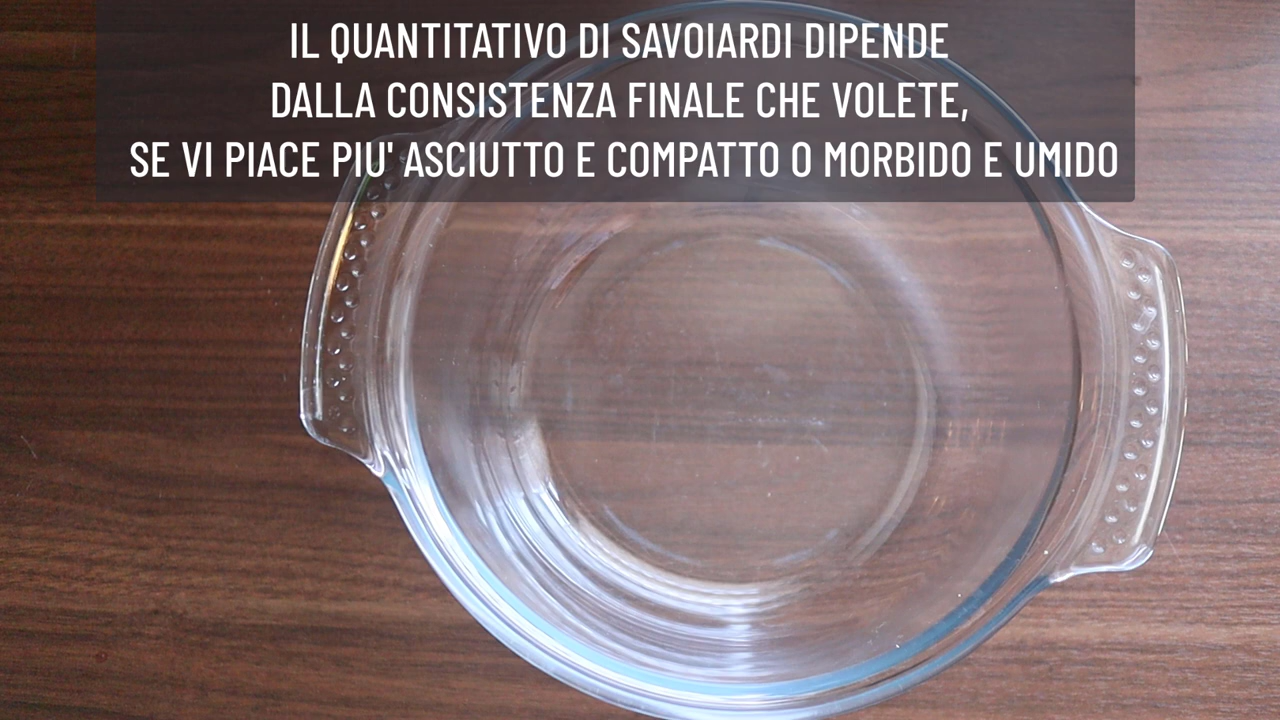 IL QUANTITATIVO DI SAVOIARDI DIPENDE
DALLA CONSISTENZA FINALE CHE VOLETE,
SE VI PIACE PIU' ASCIUTTO E COMPATTO O MORBIDO E UMIDO